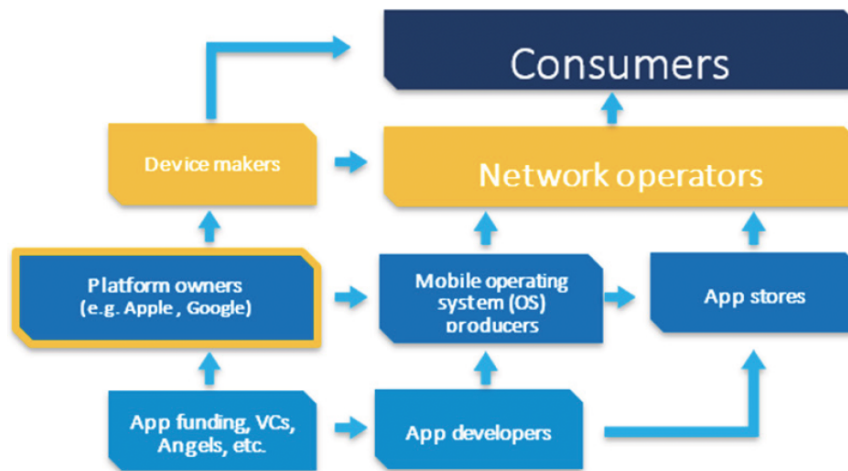 Consumers
Device makers
Network operators
Platform owners
(e.g. Apple , Google)
Mobile operating
system (OS)
producers
App stores
App funding, VCs,
Angels, etc.
App developers